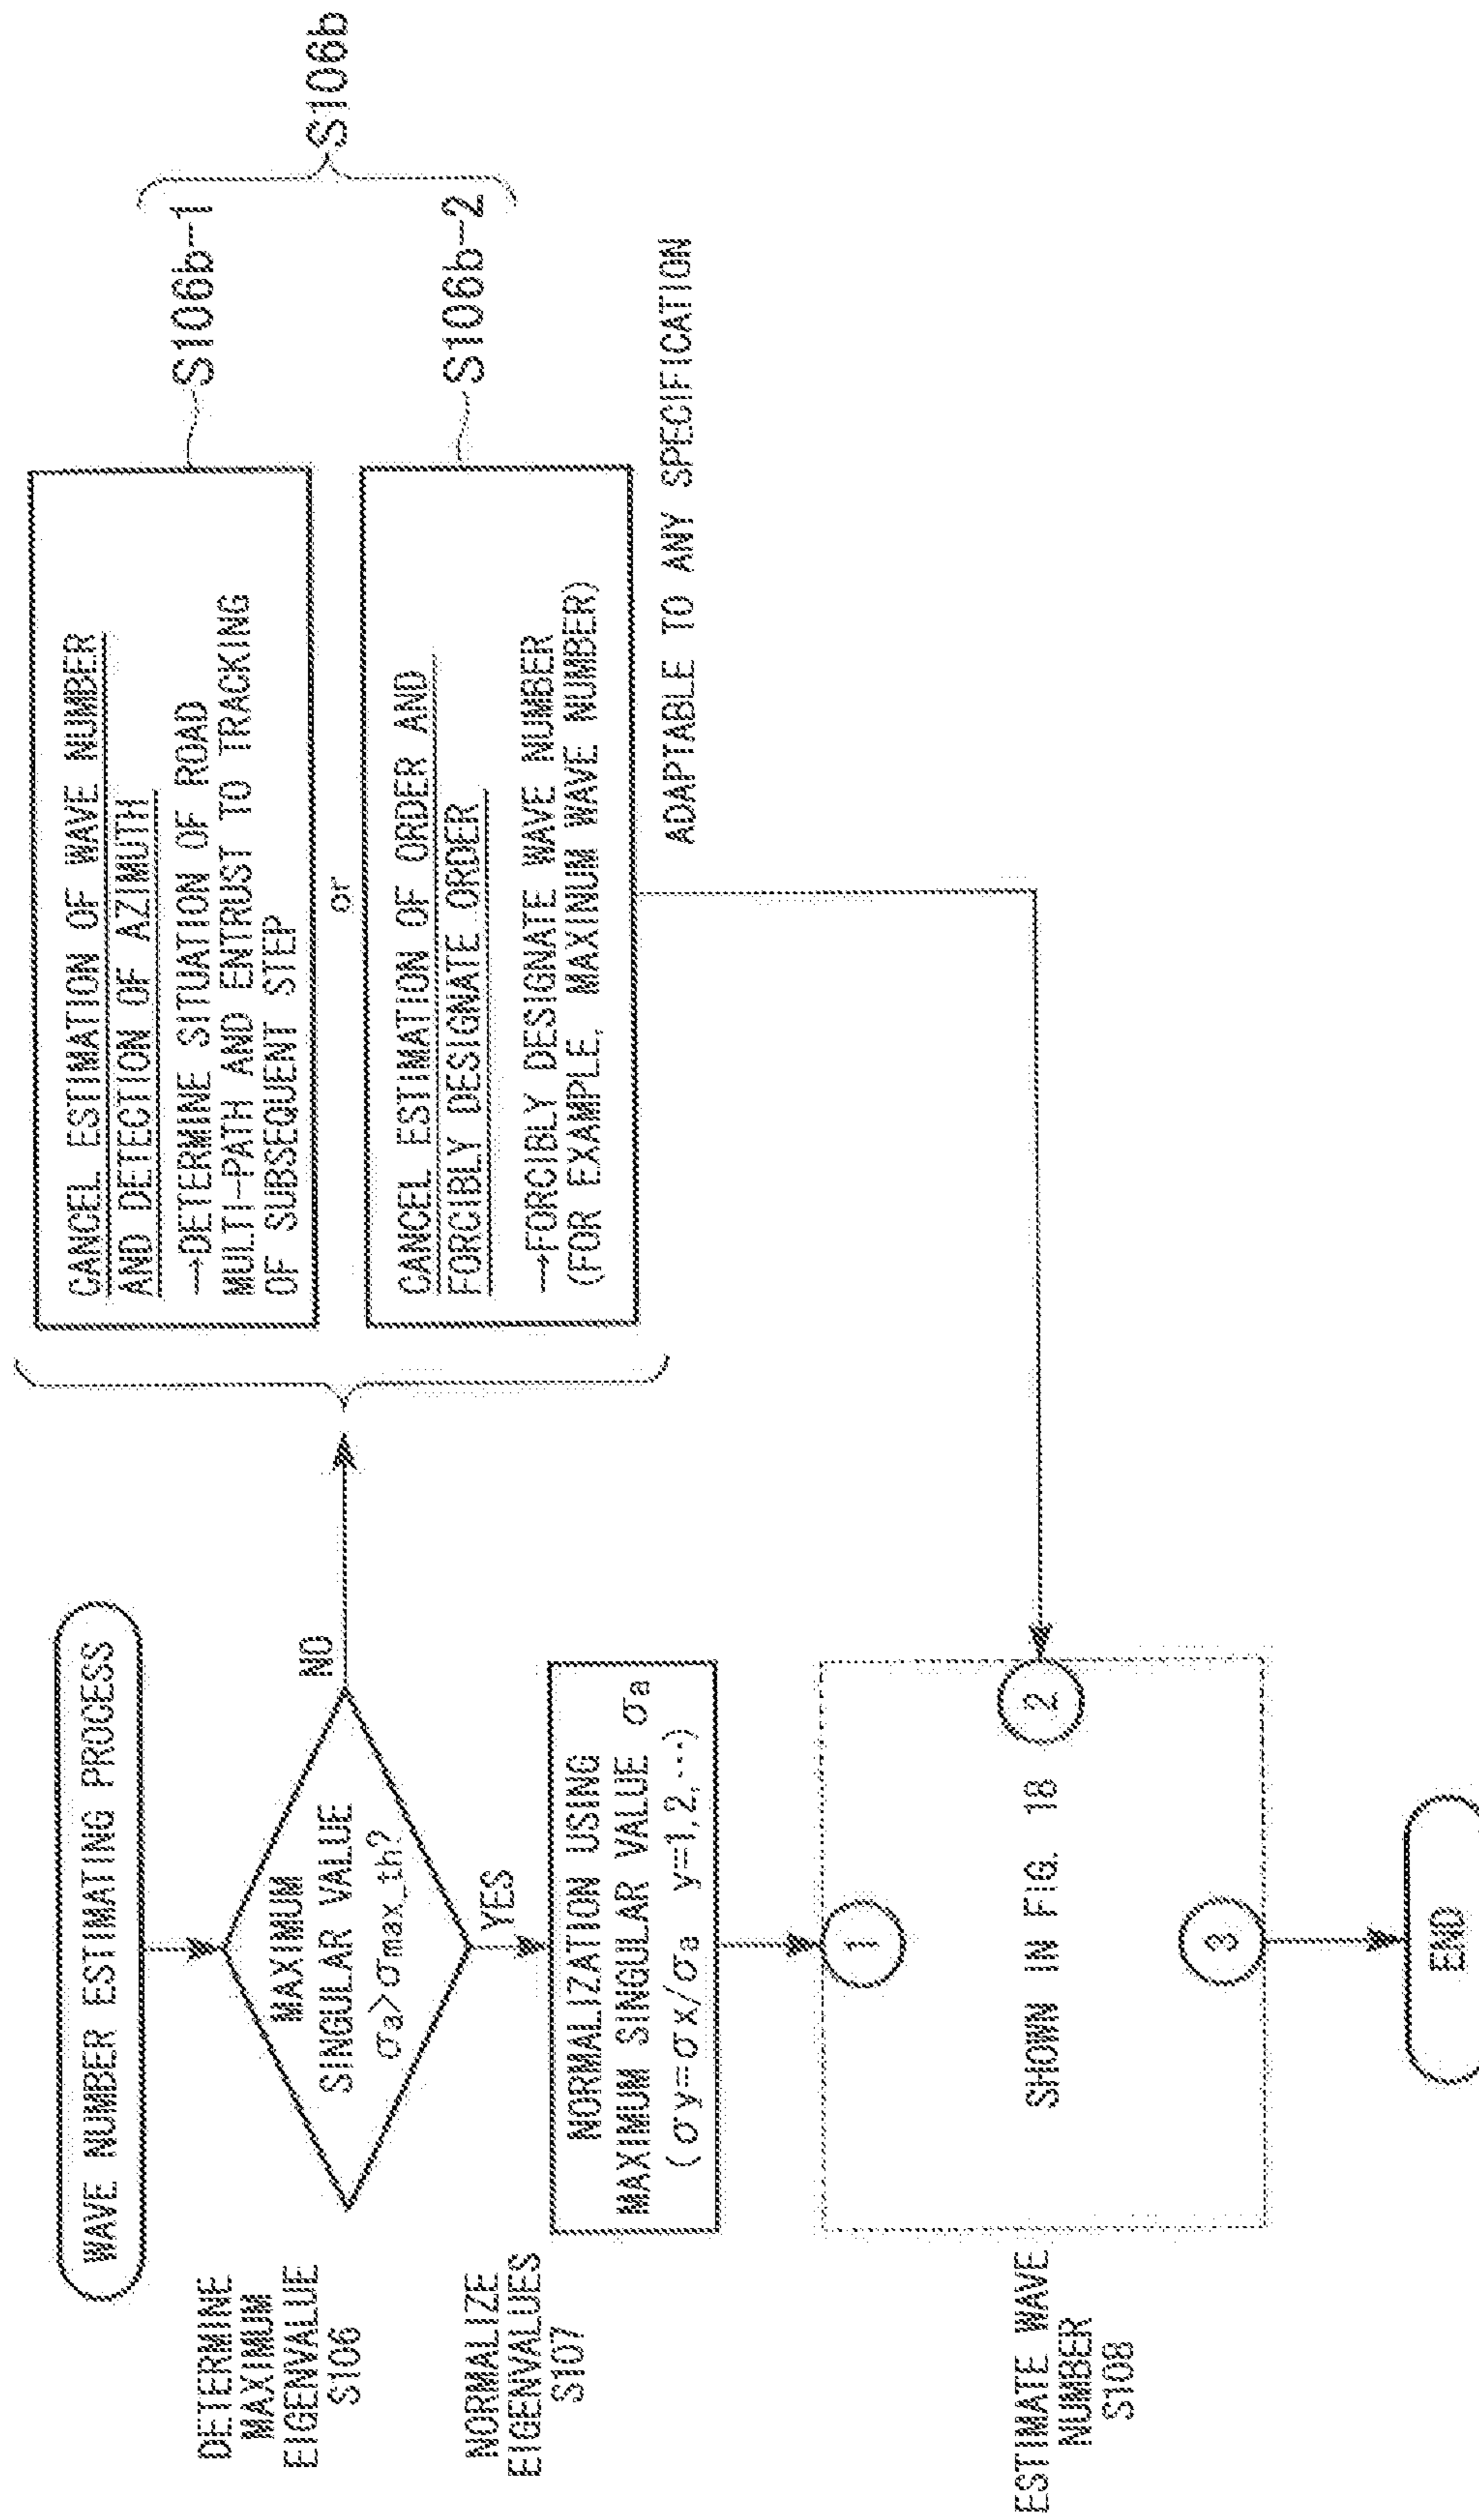 WAVE NUMBER ESTIMATING PROCESS
DETERMINE
MAXIMUM
EIGENVALUE
S106
MAXIMUM
SINGULAR VALUE
σa>σmax_th?
NO
YES
CANCEL ESTIMATION OF WAVE NUMBER
AND DETECTION OF AZIMUTH
→DETERMINE SITUATION OF ROAD
MULTI-PATH AND ENTRUST TO TRACKING
OF SUBSEQUENT STEP
S106b-1
or
CANCEL ESTIMATION OF ORDER AND
FORCIBLY DESIGNATE ORDER
→FORCIBLY DESIGNATE WAVE NUMBER
(FOR EXAMPLE, MAXINUM WAVE NUMBER)
S106b-2
S106b
ADAPTABLE TO ANY SPECIFICATION
NORMALIZE
EIGENVALUES
S107
NORMALIZATION USING
MAXIMUM SINGULAR VALUE σa
(σy=σx/σa y=1,2,···)
ESTIMATE WAVE
NUMBER
S108
1
2
SHOWN IN FIG. 18
3
END